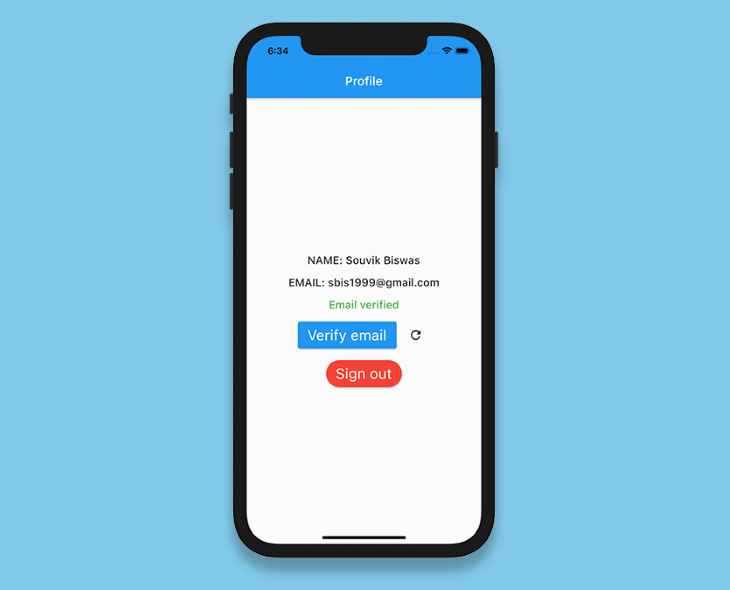 6:34
Profile
NAME: Souvik Biswas
EMAIL: sbis1999@gmail.com
Email verified
Verify email
Sign out